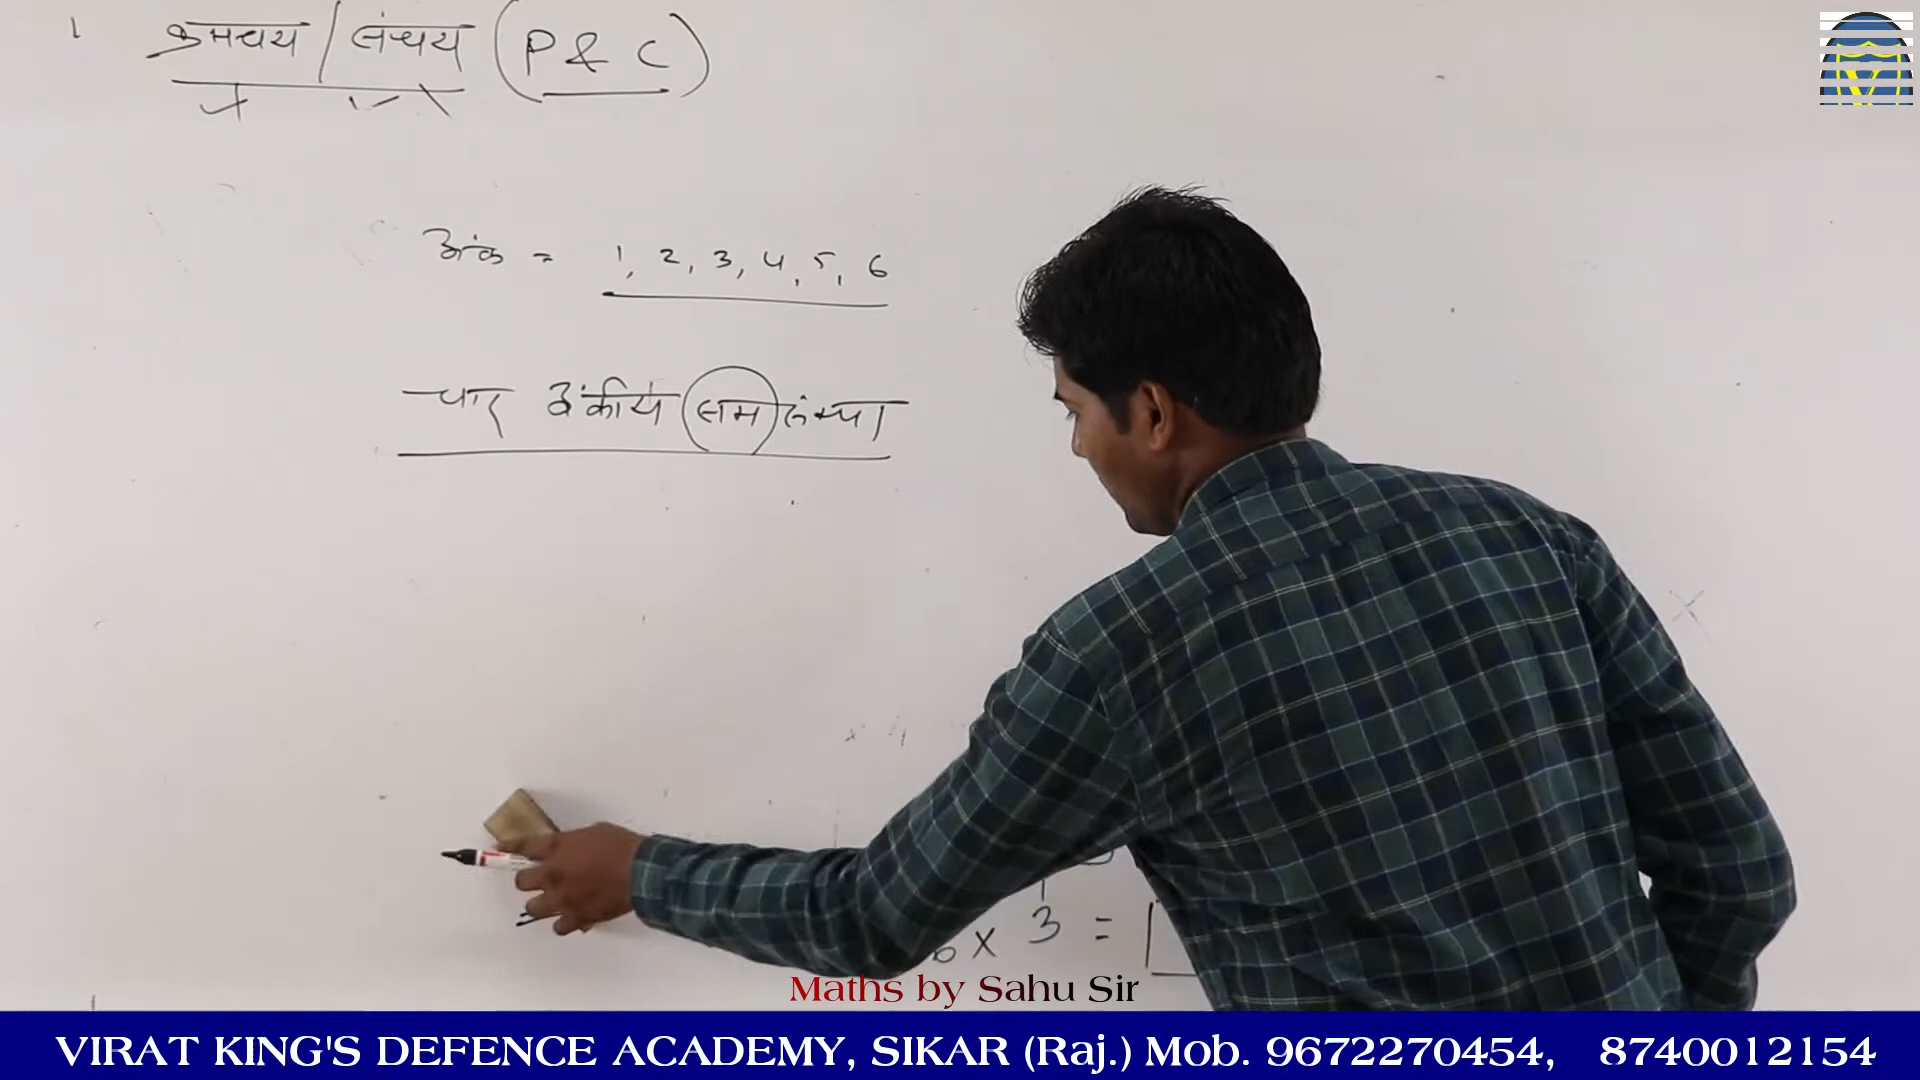 क्रमचय / संचय (P & C)
अंक = 1, 2, 3, 4, 5, 6
चार अंकीय सम संख्या
6 x 3 =
Maths by Sahu Sir
VIRAT KING'S DEFENCE ACADEMY, SIKAR (Raj.) Mob. 9672270454, 8740012154